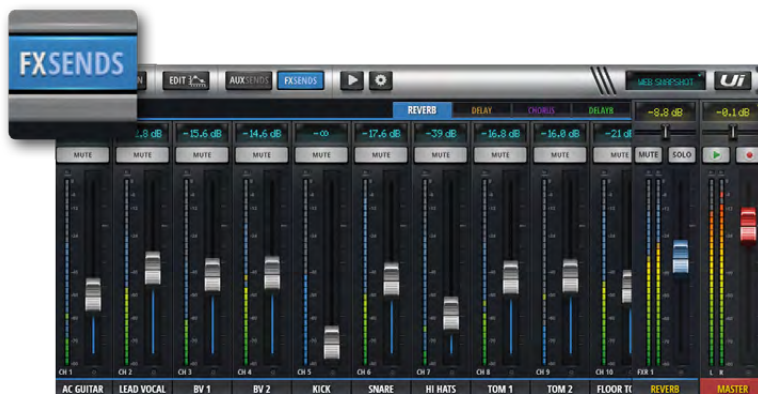 FXSENDS
EDIT AUXSENDS FXSENDS WEB SNAPSHOT Ui
REVERB DELAY CHORUS DELAYB -8.8 dB -0.1 dB
-15.6 dB -14.6 dB -∞ -17.6 dB -39 dB -16.8 dB -16.0 dB
MUTE MUTE MUTE MUTE MUTE MUTE MUTE MUTE MUTE MUTE MUTE SOLO
CH 1 CH 2 CH 3 CH 4 CH 5 CH 6 CH 7 CH 8 CH 9 CH 10 FXR 1 L R
AC GUITAR LEAD VOCAL BV 1 BV 2 KICK SNARE HI HATS TOM 1 TOM 2 FLOOR REVERB MASTER